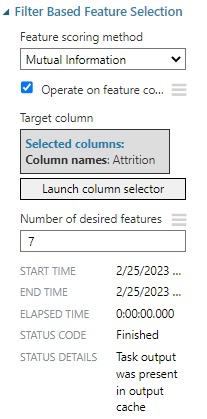 Filter Based Feature Selection
Feature scoring method
Mutual Information
Operate on feature co...
Target column
Selected columns:
Column names: Attrition
Launch column selector
Number of desired features
7
START TIME 2/25/2023 ...
END TIME 2/25/2023 ...
ELAPSED TIME 0:00:00.000
STATUS CODE Finished
STATUS DETAILS Task output
was present
in output
cache